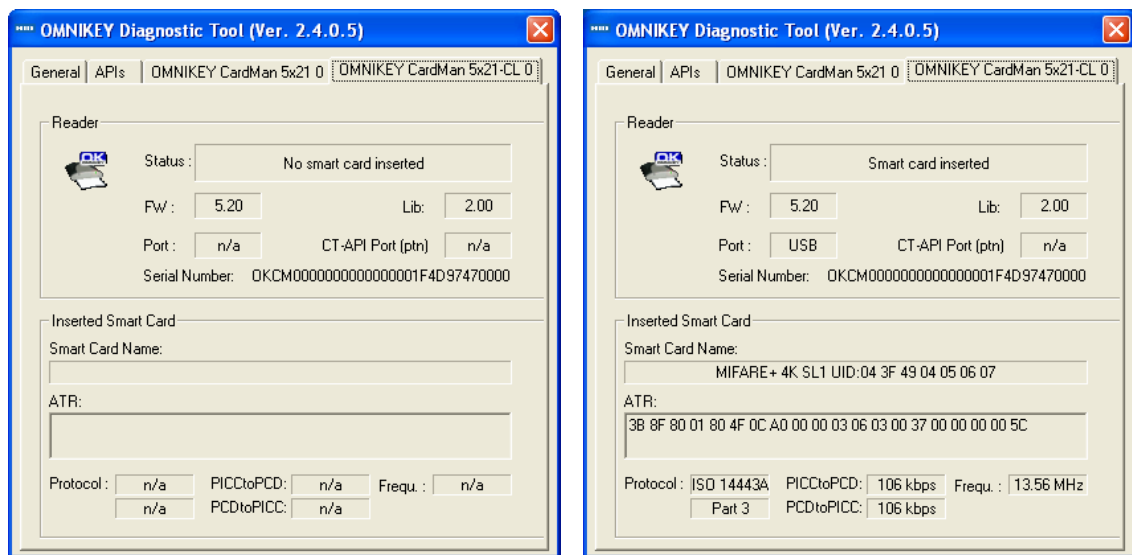 OMNIKEY Diagnostic Tool (Ver. 2.4.0.5)
General APIs OMNIKEY CardMan 5x21 0 OMNIKEY CardMan 5x21-CL 0
Reader
OK
Status : No smart card inserted
FW : 5.20 Lib: 2.00
Port : n/a CT-API Port (ptn) n/a
Serial Number: OKCM0000000000000001F4D97470000
Inserted Smart Card
Smart Card Name:
ATR:
Protocol : n/a PICCtoPCD: n/a Frequ. : n/a
n/a PCDtoPICC: n/a
OMNIKEY Diagnostic Tool (Ver. 2.4.0.5)
General APIs OMNIKEY CardMan 5x21 0 OMNIKEY CardMan 5x21-CL 0
Reader
OK
Status : Smart card inserted
FW : 5.20 Lib: 2.00
Port : USB CT-API Port (ptn) n/a
Serial Number: OKCM0000000000000001F4D97470000
Inserted Smart Card
Smart Card Name:
MIFARE+ 4K SL1 UID:04 3F 49 04 05 06 07
ATR:
3B 8F 80 01 80 4F 0C A0 00 00 03 06 03 00 37 00 00 00 00 5C
Protocol : ISO 14443A PICCtoPCD: 106 kbps Frequ. : 13.56 MHz
Part 3 PCDtoPICC: 106 kbps